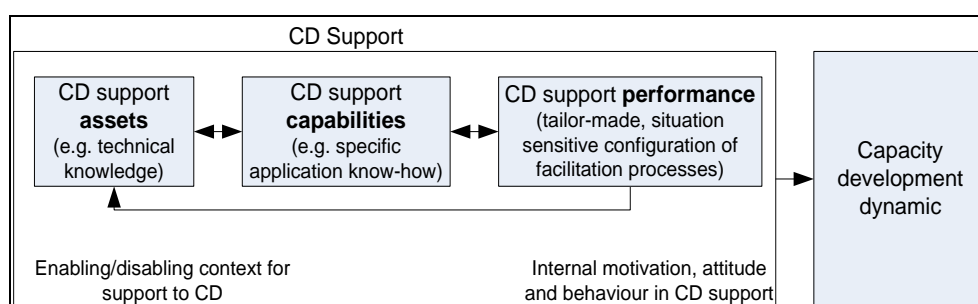 CD Support
CD support
assets
(e.g. technical
knowledge)
CD support
capabilities
(e.g. specific
application know-how)
CD support performance
(tailor-made, situation
sensitive configuration of
facilitation processes)
Capacity
development
dynamic
Enabling/disabling context for
support to CD
Internal motivation, attitude
and behaviour in CD support